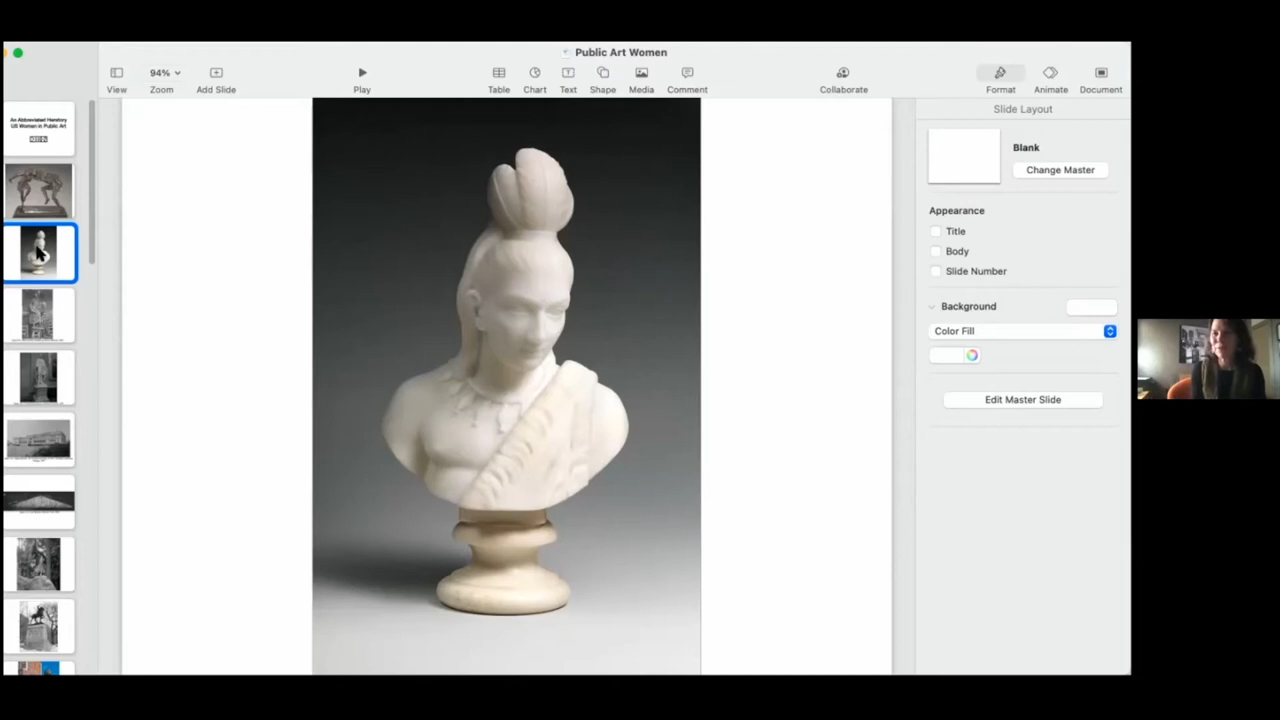 Public Art Women
94%
View
Zoom
Add Slide
Play
Table
Chart
Text
Shape
Media
Comment
Collaborate
Format
Animate
Document
An Abbreviated Herstory
US Women in Public Art
Slide Layout
Blank
Change Master
Appearance
Title
Body
Slide Number
Background
Color Fill
Edit Master Slide